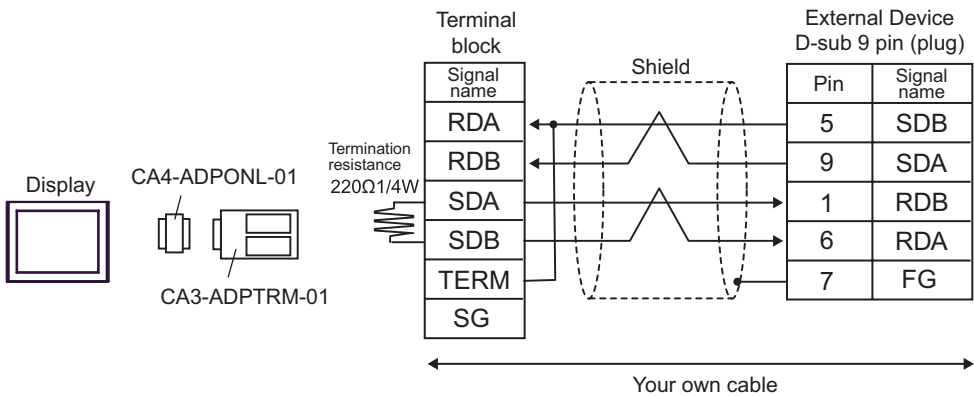 Terminal
block
External Device
D-sub 9 pin (plug)
Signal
name
Shield
Pin
Signal
name
RDA
5
SDB
Termination
resistance
220Ω1/4W
RDB
9
SDA
Display
CA4-ADPONL-01
SDA
1
RDB
SDB
6
RDA
CA3-ADPTRM-01
TERM
7
FG
SG
Your own cable